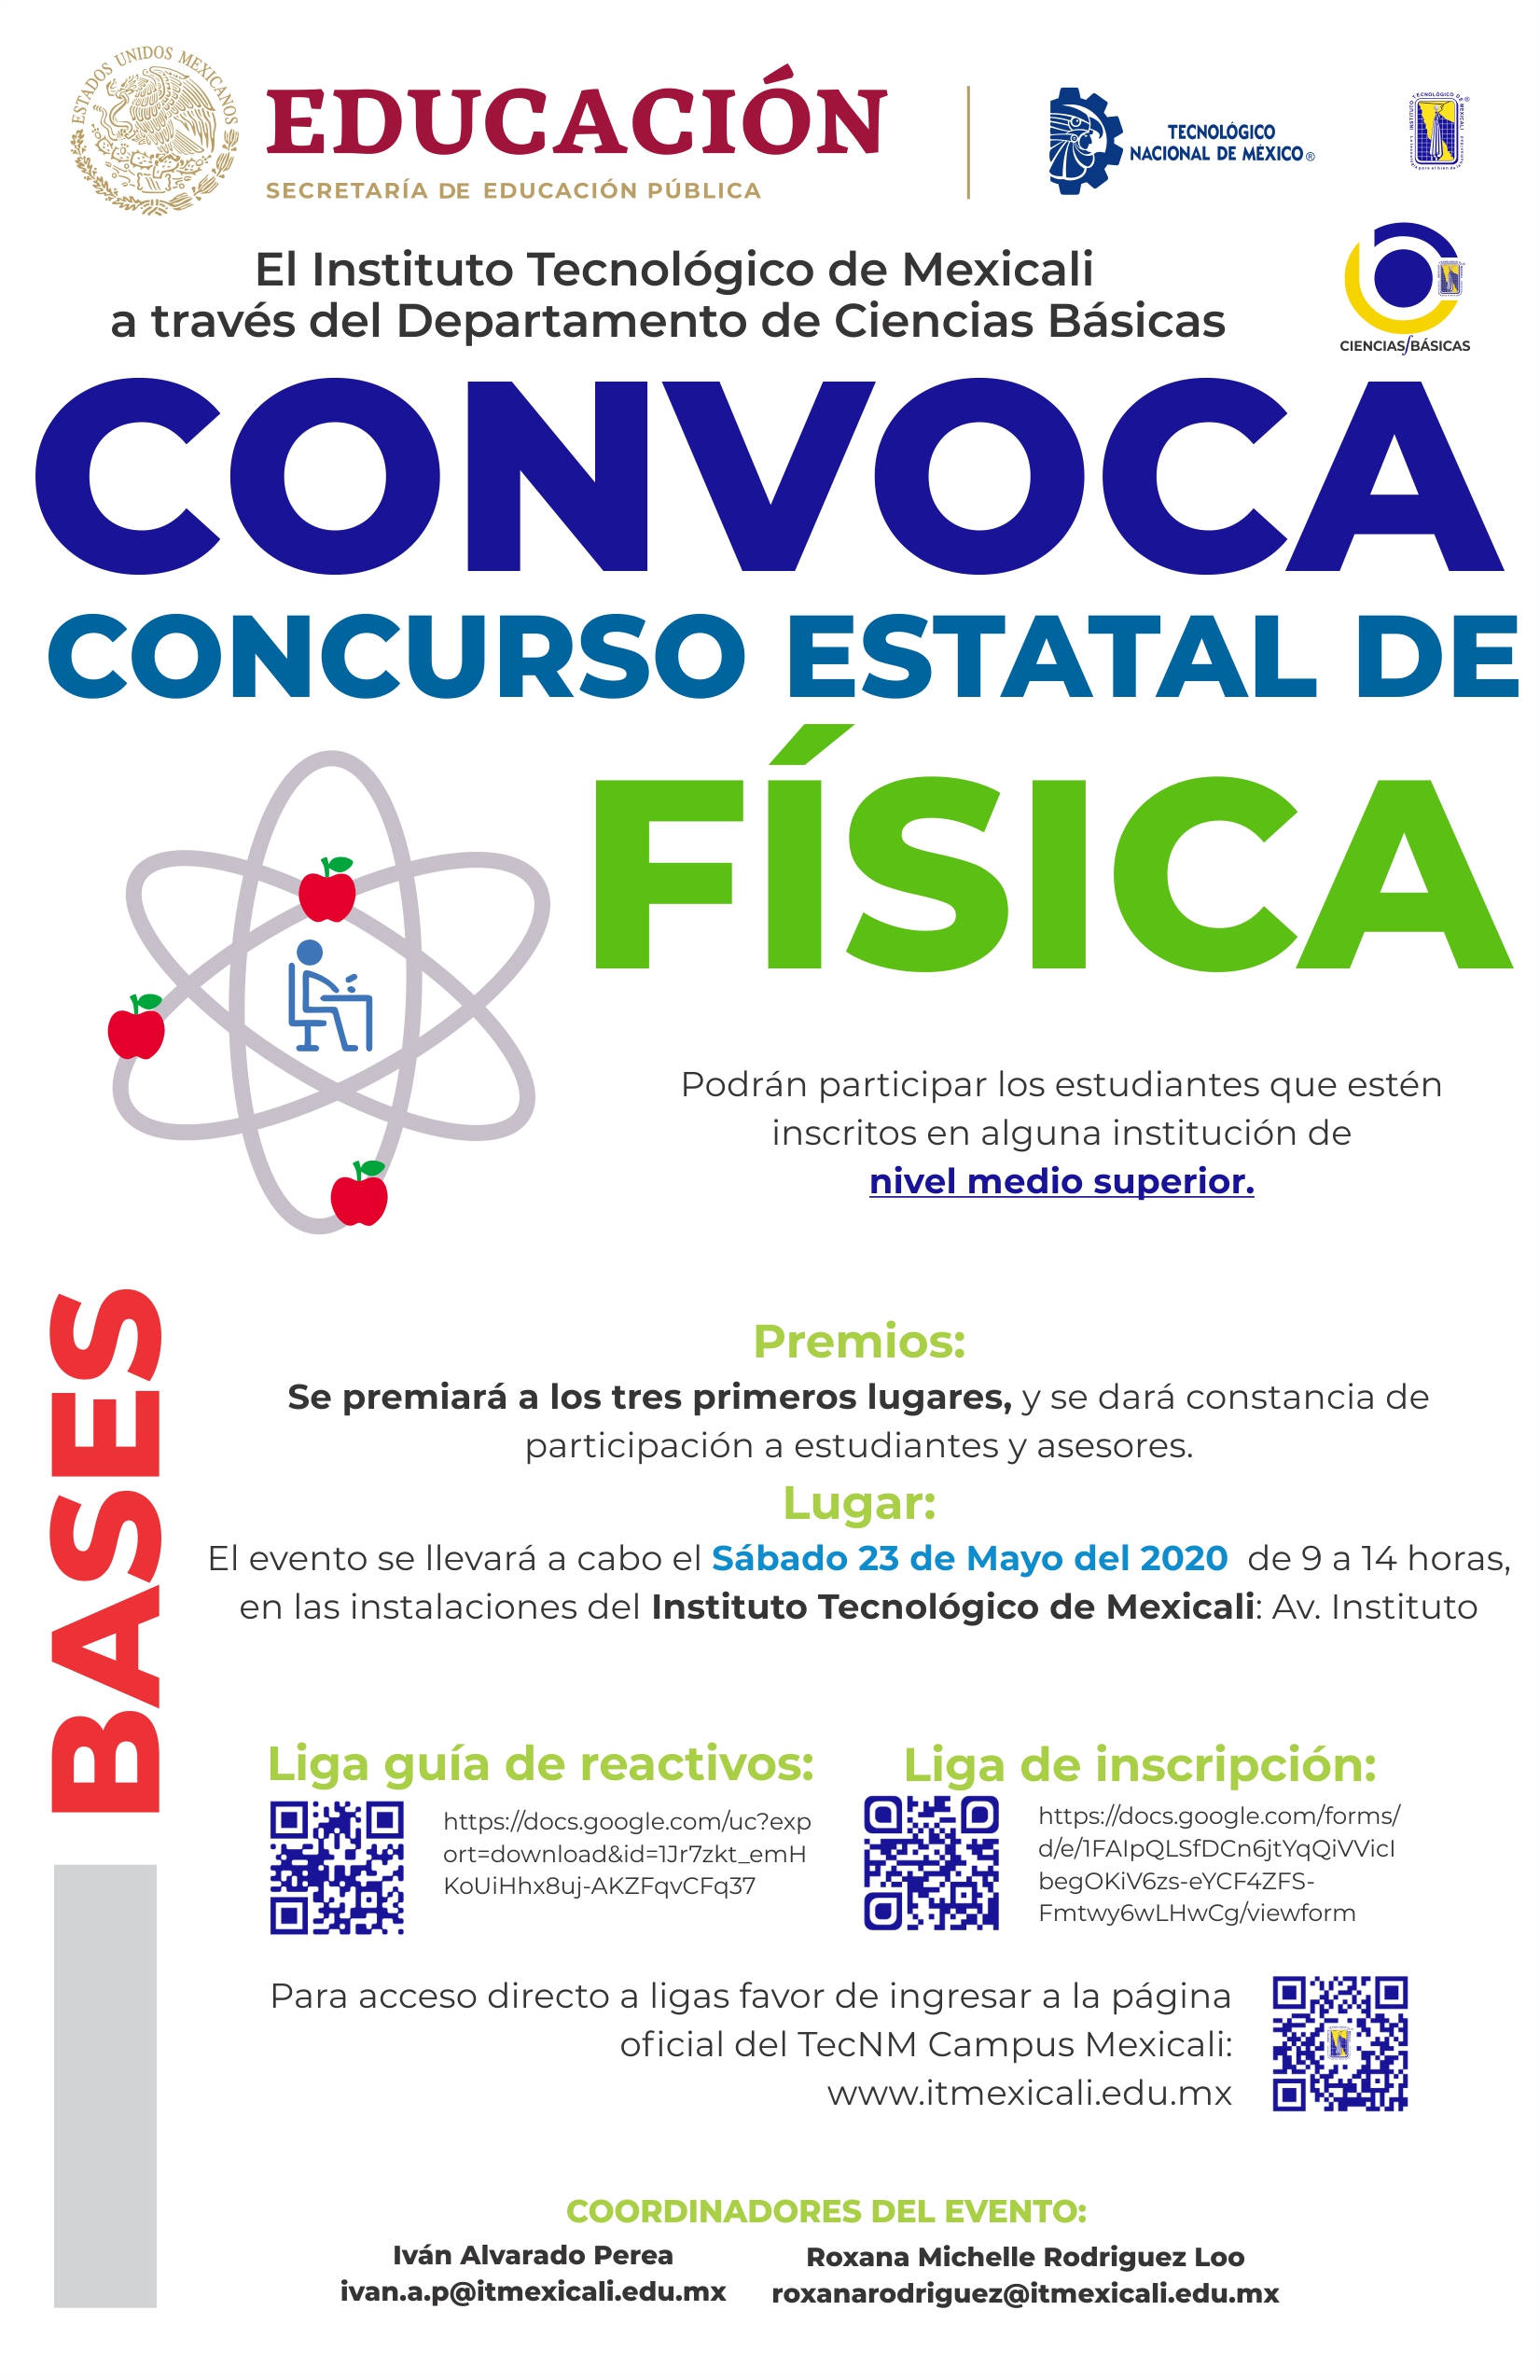 ESTADOS UNIDOS MEXICANOS
EDUCACIÓN
SECRETARÍA DE EDUCACIÓN PÚBLICA
TECNOLÓGICO
NACIONAL DE MÉXICO®
INSTITUTO TECNOLÓGICO DE MEXICALI
El Instituto Tecnológico de Mexicali
a través del Departamento de Ciencias Básicas
CIENCIAS BÁSICAS
CONVOCA
CONCURSO ESTATAL DE
FÍSICA
Podrán participar los estudiantes que estén
inscritos en alguna institución de
nivel medio superior.
BASES
Premios:
Se premiará a los tres primeros lugares, y se dará constancia de
participación a estudiantes y asesores.
Lugar:
El evento se llevará a cabo el Sábado 23 de Mayo del 2020 de 9 a 14 horas,
en las instalaciones del Instituto Tecnológico de Mexicali: Av. Instituto
Liga guía de reactivos:
https://docs.google.com/uc?exp
ort=download&id=1Jr7zkt_emH
KoUiHhx8uj-AKZFqvCFq37
Liga de inscripción:
https://docs.google.com/forms/
d/e/1FAIpQLSfDCn6jtYqQiVVicI
begOKiV6zs-eYCF4ZFS-
Fmtwy6wLHwCg/viewform
Para acceso directo a ligas favor de ingresar a la página
oficial del TecNM Campus Mexicali:
www.itmexicali.edu.mx
COORDINADORES DEL EVENTO:
Iván Alvarado Perea
ivan.a.p@itmexicali.edu.mx
Roxana Michelle Rodriguez Loo
roxanarodriguez@itmexicali.edu.mx